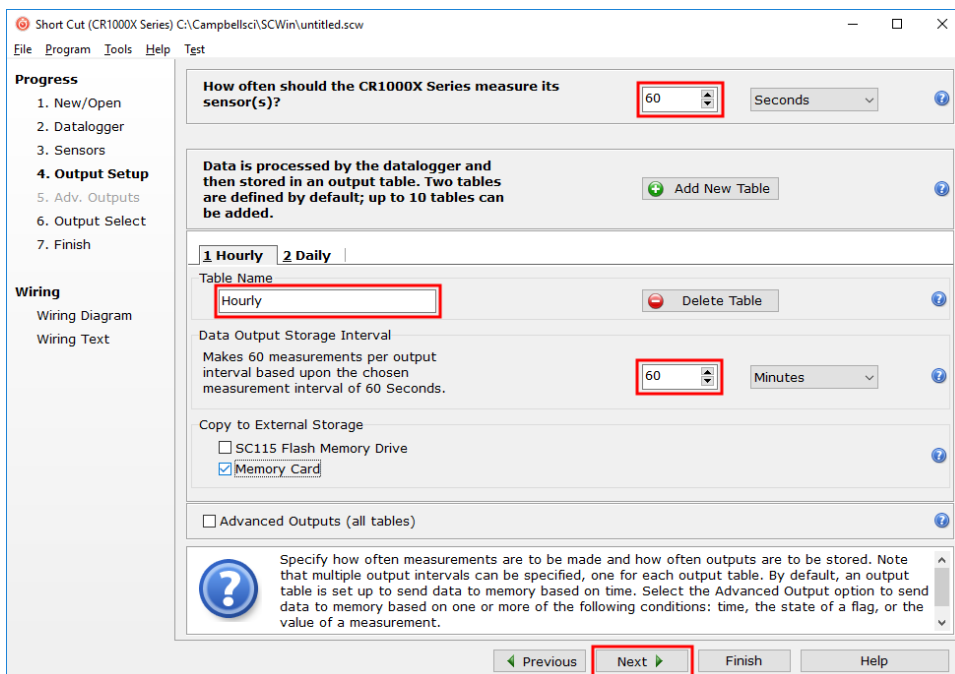 Short Cut (CR1000X Series) C:\Campbellsci\SCWin\untitled.scw
File Program Tools Help Test
Progress
1. New/Open
2. Datalogger
3. Sensors
4. Output Setup
5. Adv. Outputs
6. Output Select
7. Finish
Wiring
Wiring Diagram
Wiring Text
How often should the CR1000X Series measure its
sensor(s)?
60
Seconds
Data is processed by the datalogger and
then stored in an output table. Two tables
are defined by default; up to 10 tables can
be added.
Add New Table
1 Hourly 2 Daily
Table Name
Hourly
Delete Table
Data Output Storage Interval
Makes 60 measurements per output
interval based upon the chosen
measurement interval of 60 Seconds.
60
Minutes
Copy to External Storage
SC115 Flash Memory Drive
Memory Card
Advanced Outputs (all tables)
Specify how often measurements are to be made and how often outputs are to be stored. Note
that multiple output intervals can be specified, one for each output table. By default, an output
table is set up to send data to memory based on time. Select the Advanced Output option to send
data to memory based on one or more of the following conditions: time, the state of a flag, or the
value of a measurement.
Previous Next Finish Help